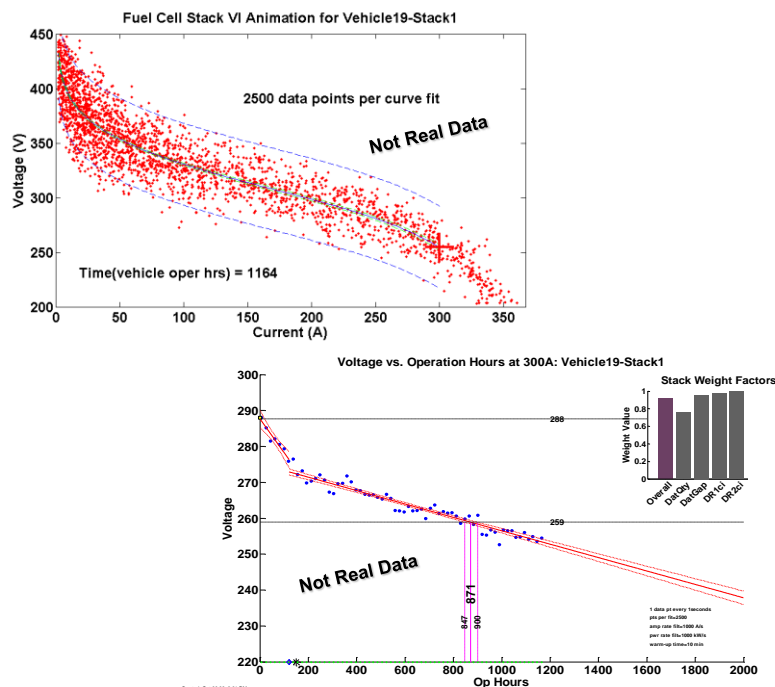 Fuel Cell Stack VI Animation for Vehicle19-Stack1
450
400
350
300
250
200
Voltage (V)
2500 data points per curve fit
Not Real Data
Time(vehicle oper hrs) = 1164
0 50 100 150 200 250 300 350
Current (A)
Voltage vs. Operation Hours at 300A: Vehicle19-Stack1
300
290
280
270
260
250
240
230
220
Voltage
288
259
Stack Weight Factors
1
0.8
0.6
0.4
0.2
0
Weight Value
Overall
DatQty
DatGap
DR1ci
DR2ci
Not Real Data
847
871
900
1 data pt every 1seconds
pts per fit=2500
amp rate filt=1000 A/s
pwr rate filt=1000 kW/s
warm-up time=10 min
0 200 400 600 800 1000 1200 1400 1600 1800 2000
Op Hours